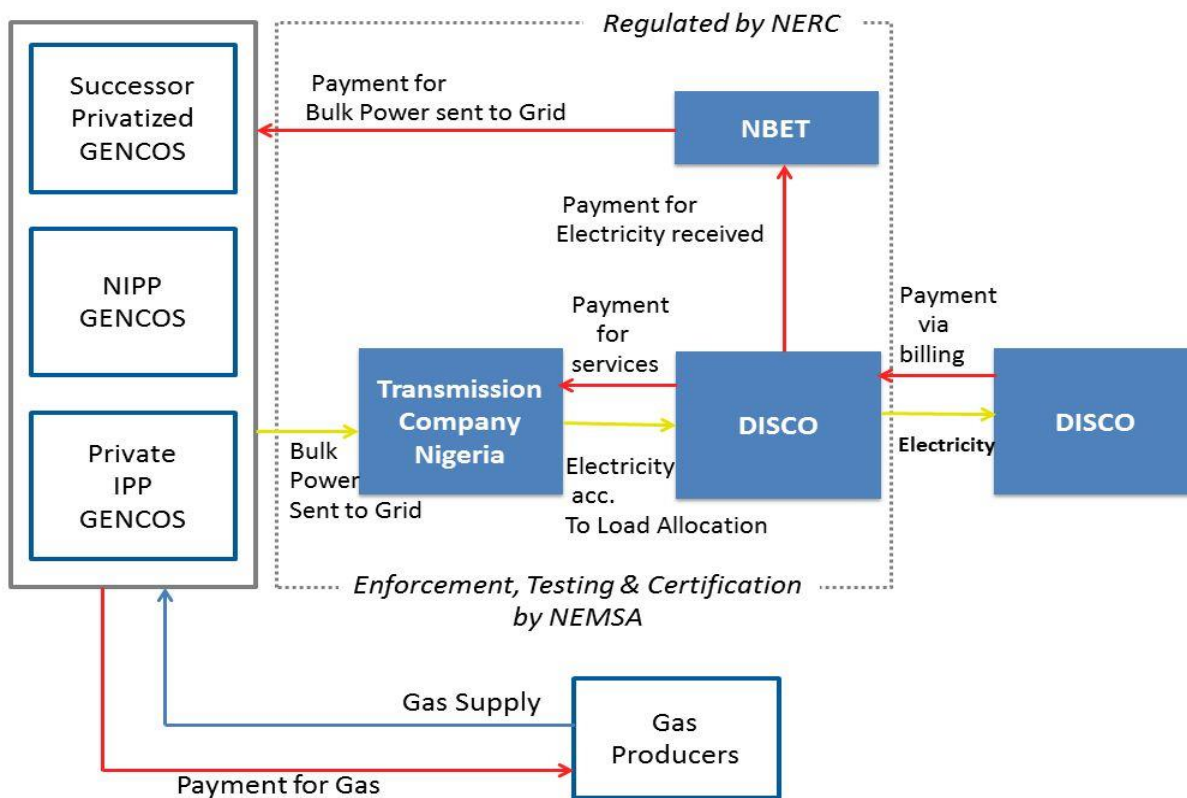 Regulated by NERC
Successor
Privatized
GENCOS
NIPP
GENCOS
Private
IPP
GENCOS
Payment for
Bulk Power sent to Grid
NBET
Payment for
Electricity received
Payment
for
services
Payment
via
billing
Transmission
Company
Nigeria
DISCO
DISCO
Bulk
Power
Sent to Grid
Electricity
acc.
To Load Allocation
Electricity
Enforcement, Testing & Certification
by NEMSA
Gas Supply
Gas
Producers
Payment for Gas